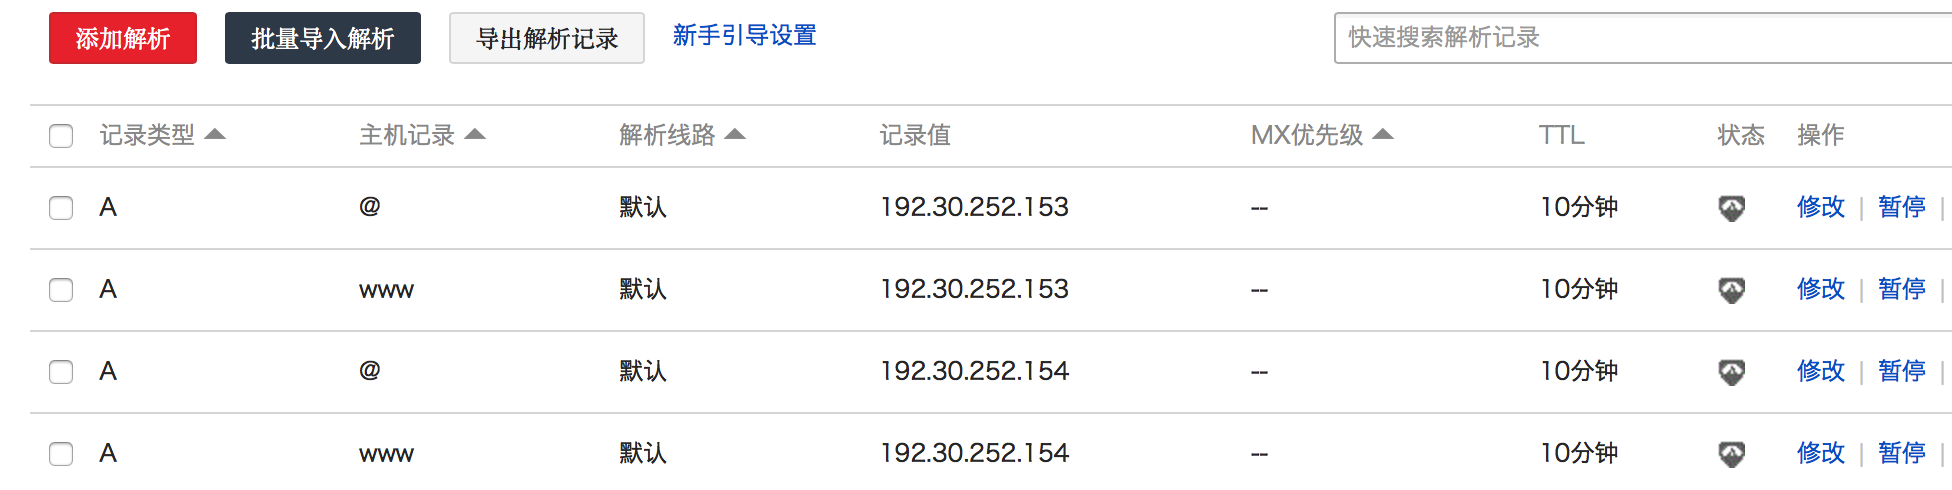 添加解析 批量导入解析 导出解析记录 新手引导设置 快速搜索解析记录
记录类型 主机记录 解析线路 记录值 MX优先级 TTL 状态 操作
A @ 默认 192.30.252.153 -- 10分钟 修改 | 暂停 |
A www 默认 192.30.252.153 -- 10分钟 修改 | 暂停 |
A @ 默认 192.30.252.154 -- 10分钟 修改 | 暂停 |
A www 默认 192.30.252.154 -- 10分钟 修改 | 暂停 |